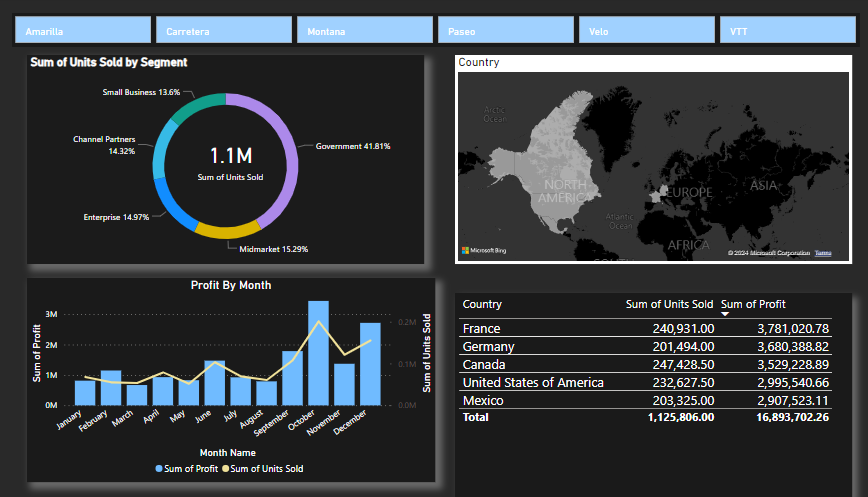 Amarilla
Carretera
Montana
Paseo
Velo
VTT
Sum of Units Sold by Segment
Small Business 13.6%
Channel Partners
14.32%
Government 41.81%
1.1M
Sum of Units Sold
Enterprise 14.97%
Midmarket 15.29%
Country
Arctic
Ocean
NORTH
AMERICA
EUROPE
ASIA
Atlantic
Ocean
AFRICA
Microsoft Bing
© 2024 Microsoft Corporation Terms
Profit By Month
Sum of Profit
3M
2M
1M
0M
0.2M
0.1M
0.0M
Sum of Units Sold
January
February
March
April
May
June
July
August
September
October
November
December
Month Name
Sum of Profit
Sum of Units Sold
Country Sum of Units Sold Sum of Profit
France 240,931.00 3,781,020.78
Germany 201,494.00 3,680,388.82
Canada 247,428.50 3,529,228.89
United States of America 232,627.50 2,995,540.66
Mexico 203,325.00 2,907,523.11
Total 1,125,806.00 16,893,702.26